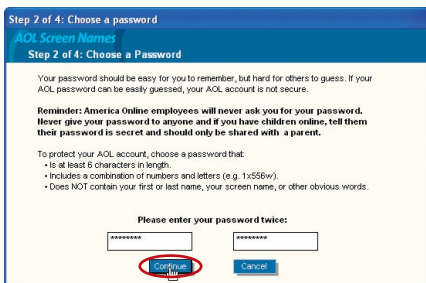 Step 2 of 4: Choose a password
AOL Screen Names
Step 2 of 4: Choose a Password
Your password should be easy for you to remember, but hard for others to guess. If your
AOL password can be easily guessed, your AOL account is not secure.
Reminder: America Online employees will never ask you for your password.
Never give your password to anyone and if you have children online, tell them
their password is secret and should only be shared with a parent.
To protect your AOL account, choose a password that:
• Is at least 6 characters in length.
• Includes a combination of numbers and letters (e.g. 1x556w).
• Does NOT contain your first or last name, your screen name, or other obvious words.
Please enter your password twice:
******** ********
Continue Cancel